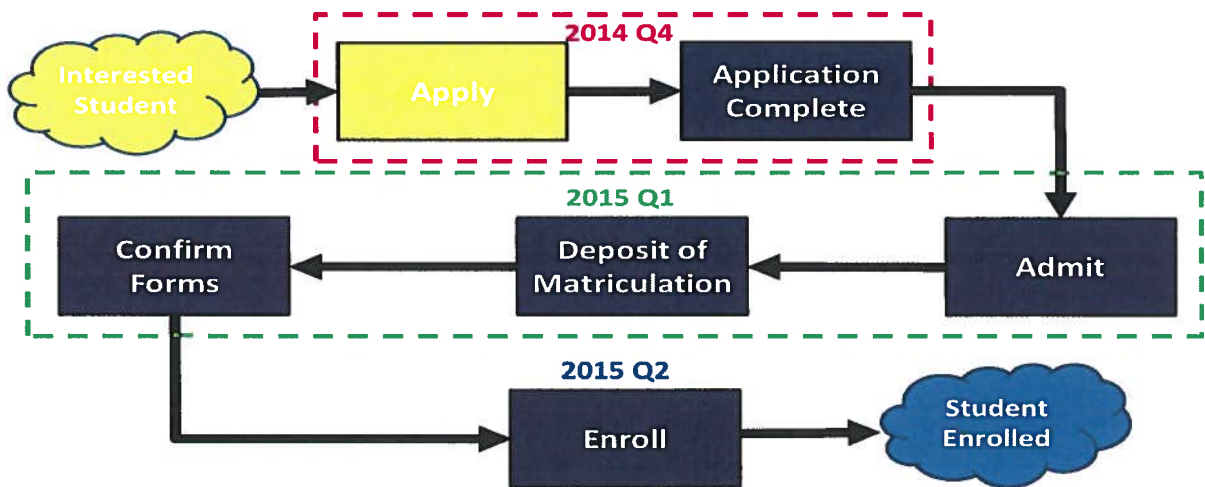 2014 Q4
Interested
Student
Apply
Application
Complete
2015 Q1
Confirm
Forms
Deposit of
Matriculation
Admit
2015 Q2
Enroll
Student
Enrolled